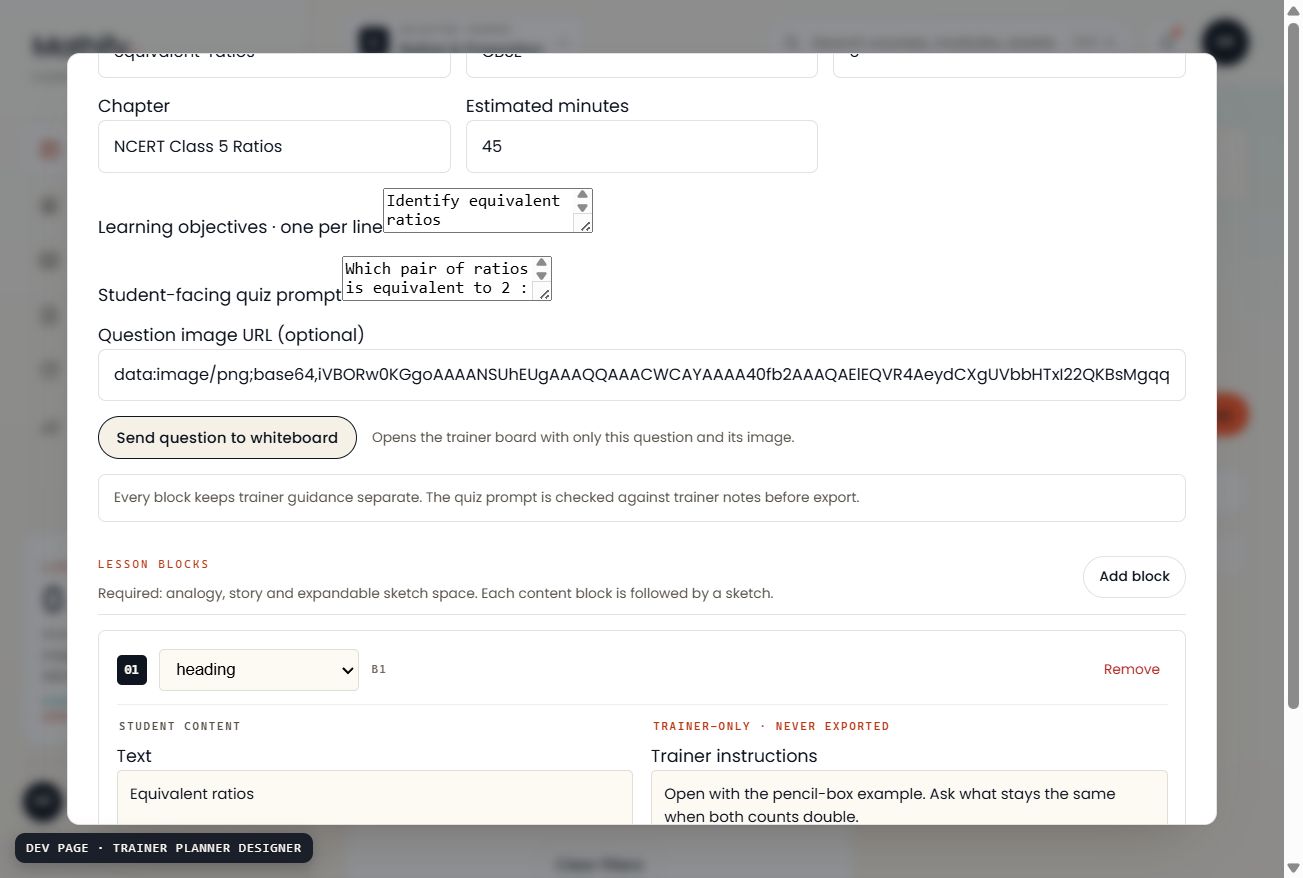 Equivalent ratios
CBSE
Chapter
Estimated minutes
NCERT Class 5 Ratios
45
Learning objectives · one per line
Identify equivalent
ratios
Student-facing quiz prompt
Which pair of ratios
is equivalent to 2 :
Question image URL (optional)
data:image/png;base64,iVBORw0KGgoAAAANSUhEUgAAAQQAAACWCAYAAAA40fb2AAAQAElEQVR4AeydCXgUVbbHTxI22QKBsMgqq
Send question to whiteboard
Opens the trainer board with only this question and its image.
Every block keeps trainer guidance separate. The quiz prompt is checked against trainer notes before export.
LESSON BLOCKS
Required: analogy, story and expandable sketch space. Each content block is followed by a sketch.
Add block
01
heading
B1
Remove
STUDENT CONTENT
TRAINER-ONLY · NEVER EXPORTED
Text
Trainer instructions
Equivalent ratios
Open with the pencil-box example. Ask what stays the same
when both counts double.
DEV PAGE · TRAINER PLANNER DESIGNER
Clear filters